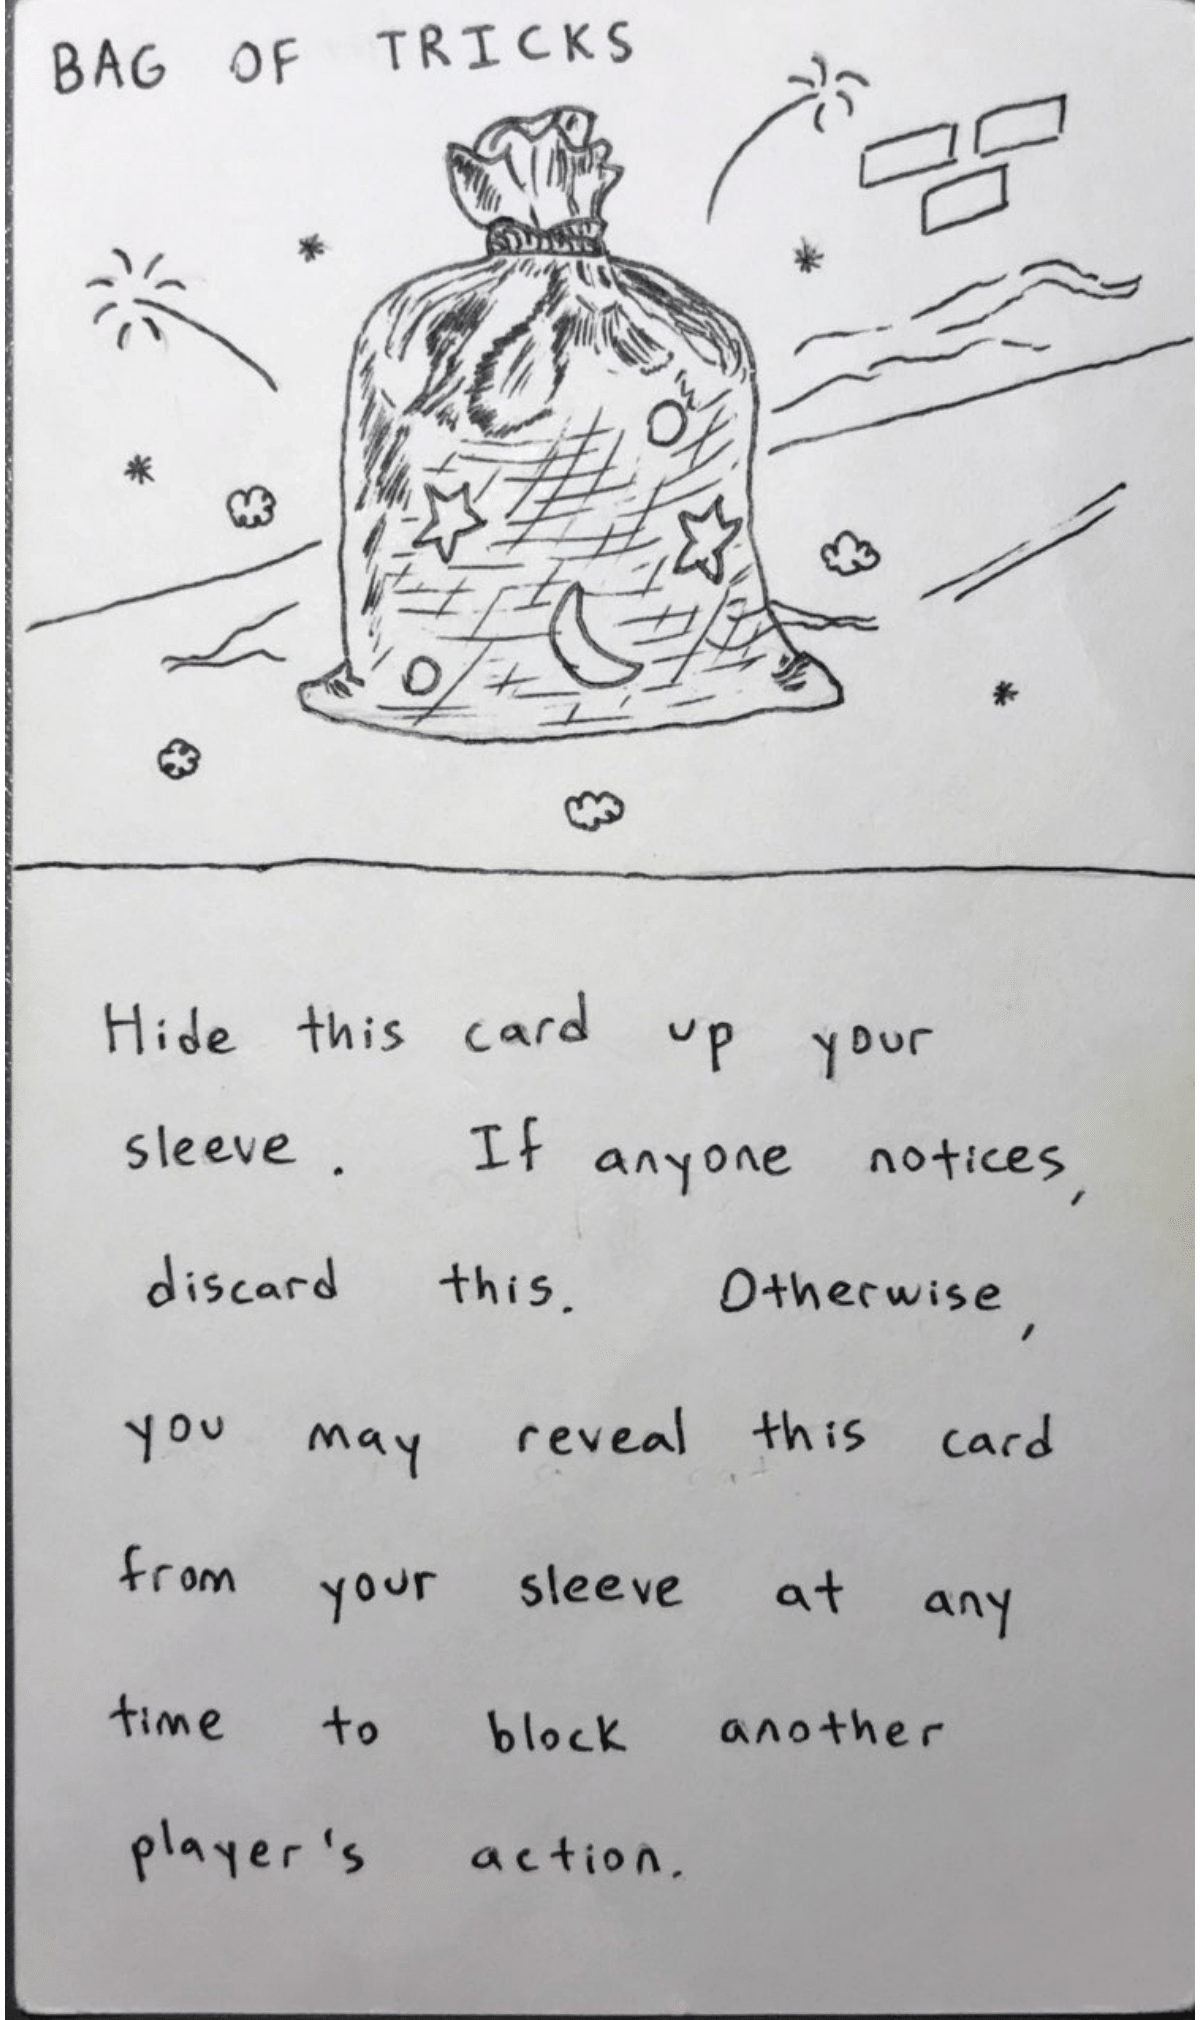 BAG OF TRICKS
Hide this card up your
sleeve. If anyone notices,
discard this. Otherwise,
you may reveal this card
from your sleeve at any
time to block another
player's action.